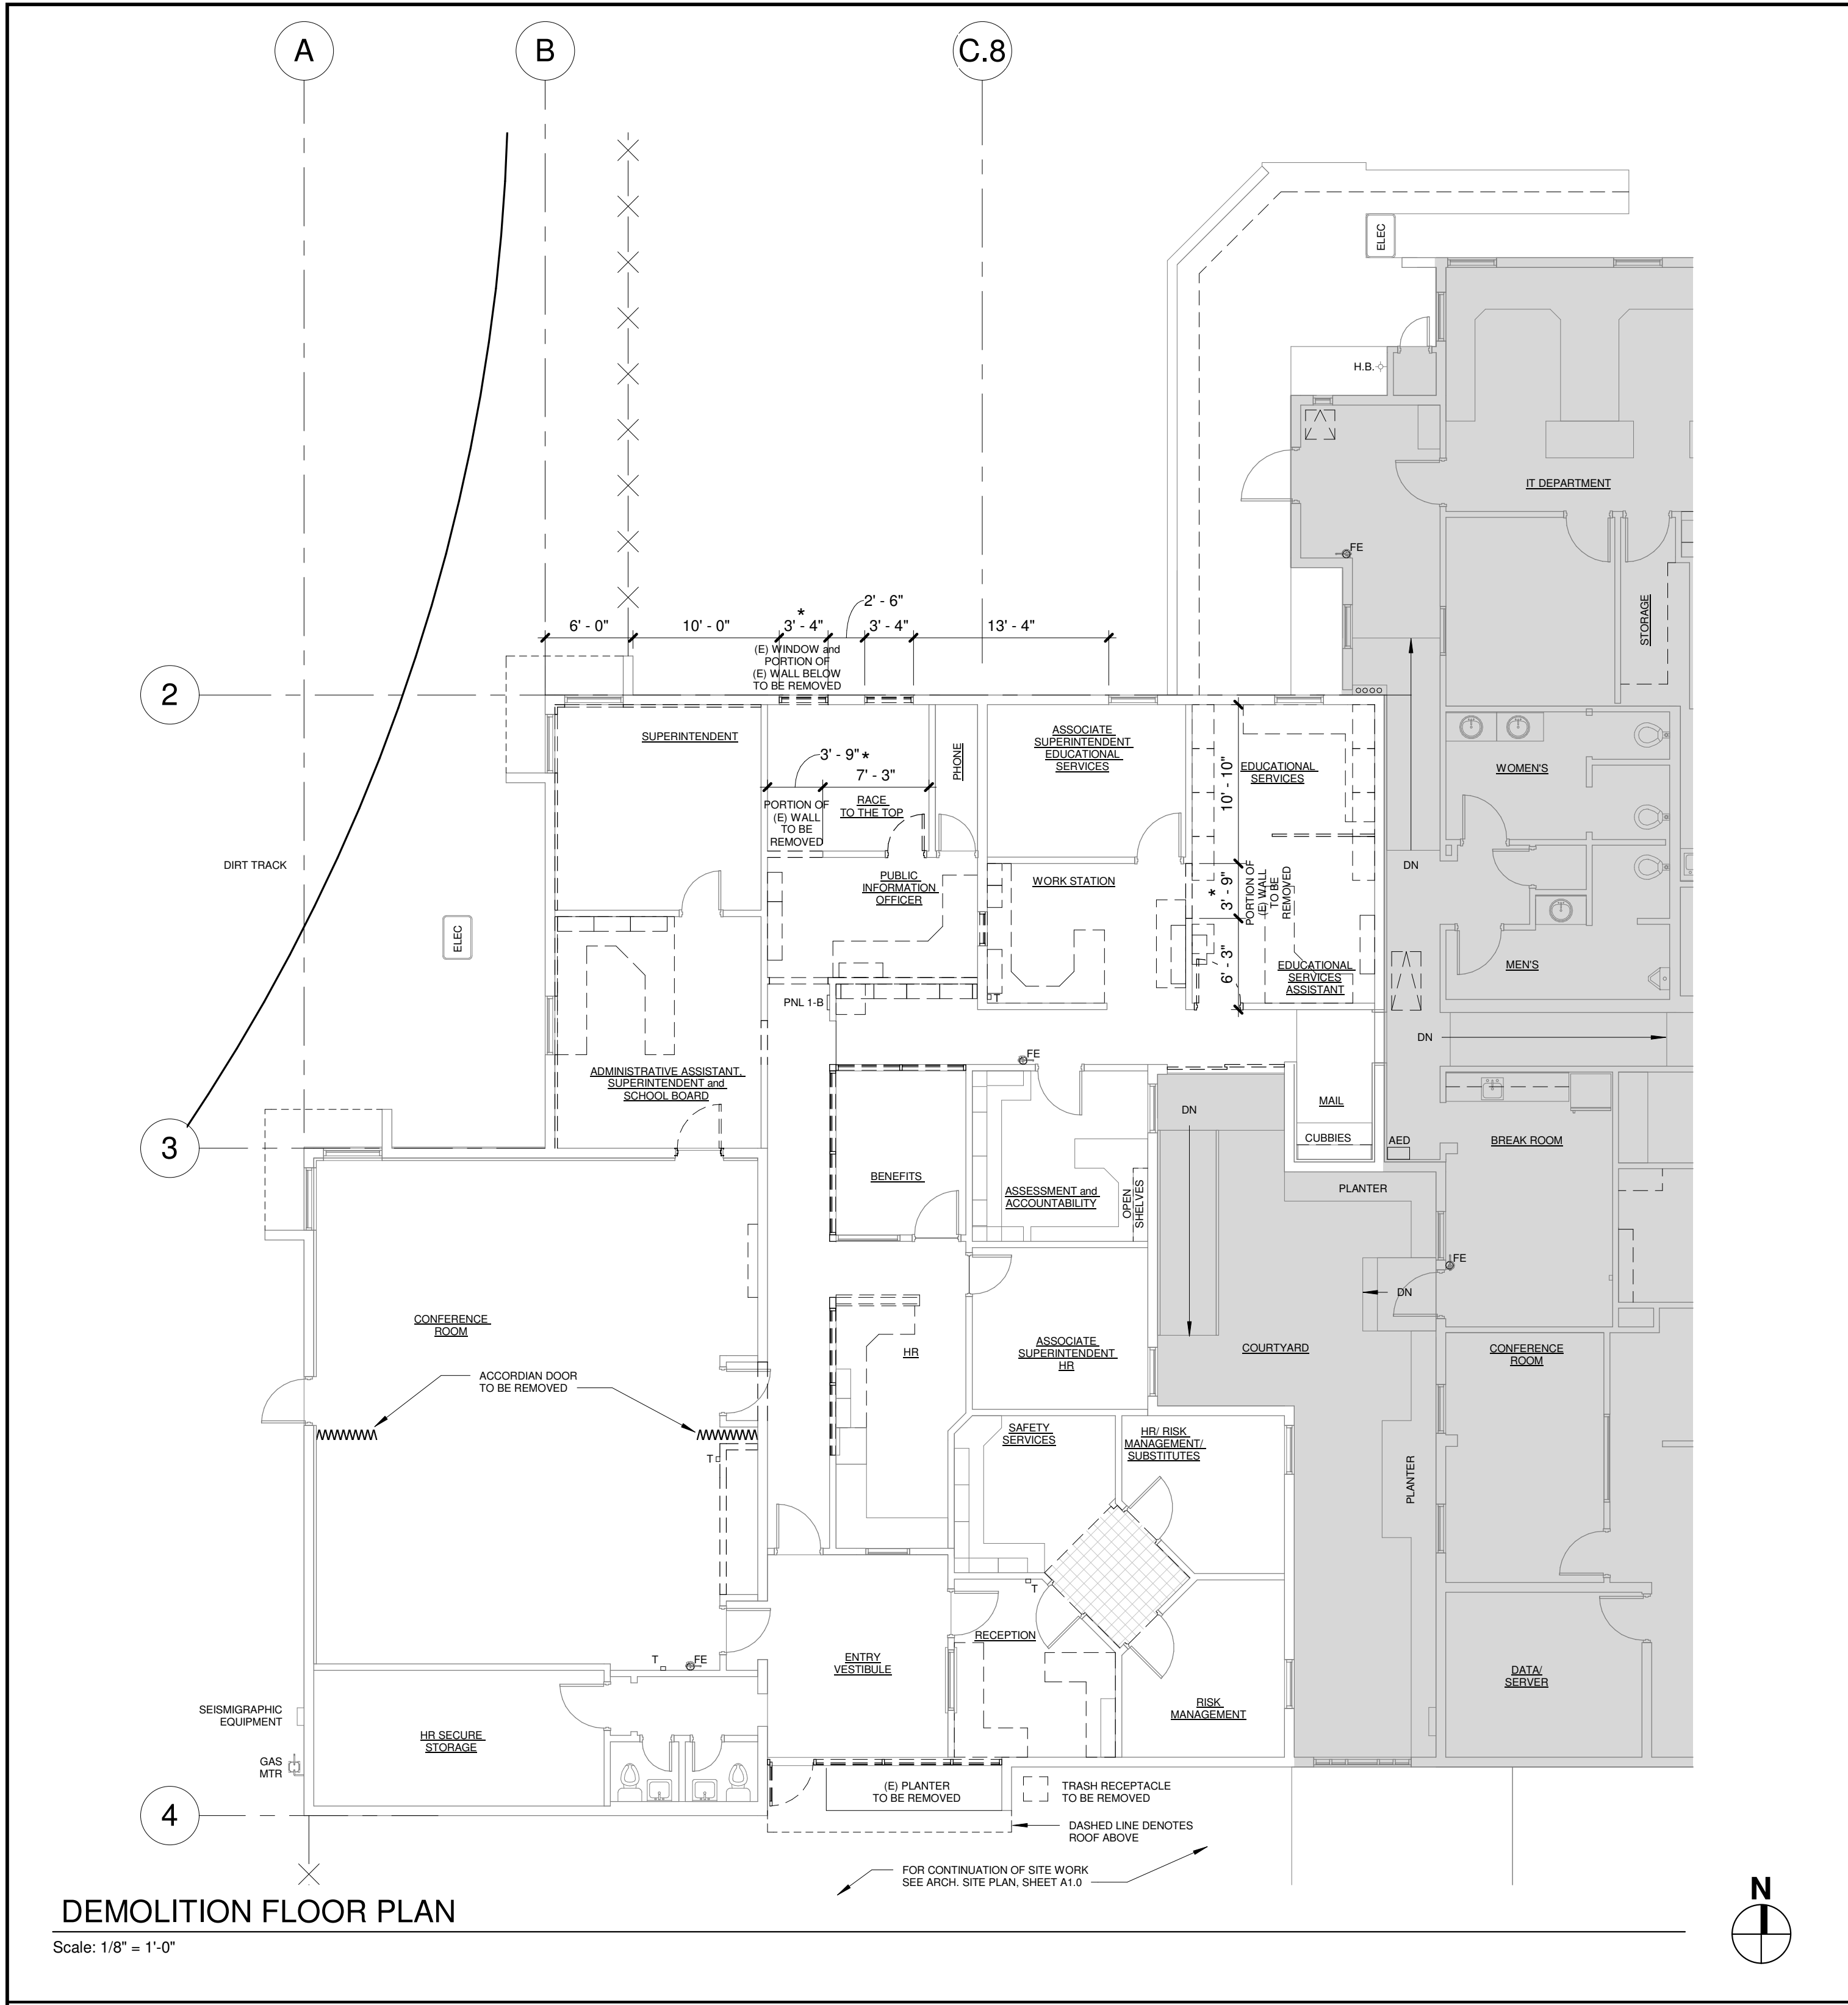 A
B
C.8
ELEC
H.B.
IT DEPARTMENT
FE
STORAGE
2' - 6"
*
6' - 0"
10' - 0"
3' - 4"
3' - 4"
13' - 4"
(E) WINDOW and
PORTION OF
(E) WALL BELOW
TO BE REMOVED
2
SUPERINTENDENT
3' - 9" *
7' - 3"
PORTION OF
(E) WALL
TO BE
REMOVED
RACE
TO THE TOP
PHONE
ASSOCIATE
SUPERINTENDENT
EDUCATIONAL
SERVICES
10' - 10"
EDUCATIONAL
SERVICES
WOMEN'S
DIRT TRACK
PUBLIC
INFORMATION
OFFICER
WORK STATION
* 3' - 9"
PORTION OF
(E) WALL
TO BE
REMOVED
DN
ELEC
6' - 3"
EDUCATIONAL
SERVICES
ASSISTANT
MEN'S
PNL 1-B
T
DN
FE
ADMINISTRATIVE ASSISTANT,
SUPERINTENDENT and
SCHOOL BOARD
DN
MAIL
CUBBIES
AED
BREAK ROOM
3
BENEFITS
ASSESSMENT and
ACCOUNTABILITY
OPEN
SHELVES
PLANTER
FE
DN
CONFERENCE
ROOM
HR
ASSOCIATE
SUPERINTENDENT
HR
COURTYARD
CONFERENCE
ROOM
ACCORDIAN DOOR
TO BE REMOVED
T
SAFETY
SERVICES
HR/ RISK
MANAGEMENT/
SUBSTITUTES
PLANTER
T
RECEPTION
T
FE
ENTRY
VESTIBULE
RISK
MANAGEMENT
DATA/
SERVER
SEISMIGRAPHIC
EQUIPMENT
HR SECURE
STORAGE
GAS
MTR
(E) PLANTER
TO BE REMOVED
TRASH RECEPTACLE
TO BE REMOVED
4
DASHED LINE DENOTES
ROOF ABOVE
FOR CONTINUATION OF SITE WORK
SEE ARCH. SITE PLAN, SHEET A1.0
DEMOLITION FLOOR PLAN
Scale: 1/8" = 1'-0"
N